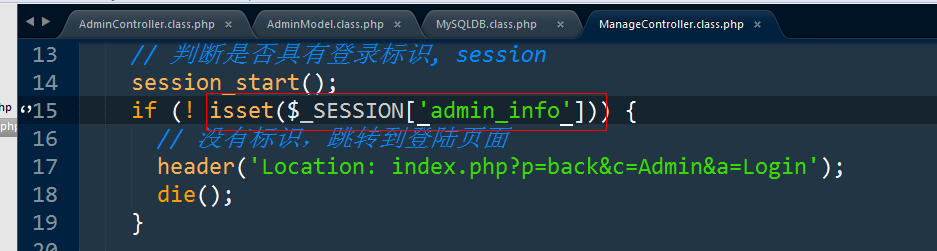 AdminController.class.php × AdminModel.class.php × MySQLDB.class.php × ManageController.class.php ×
13 // 判断是否具有登录标识, session
14 session_start();
hp 15 if (! isset($_SESSION['admin_info'])) {
php 16 // 没有标识，跳转到登陆页面
17 header('Location: index.php?p=back&c=Admin&a=Login');
18 die();
19 }
20